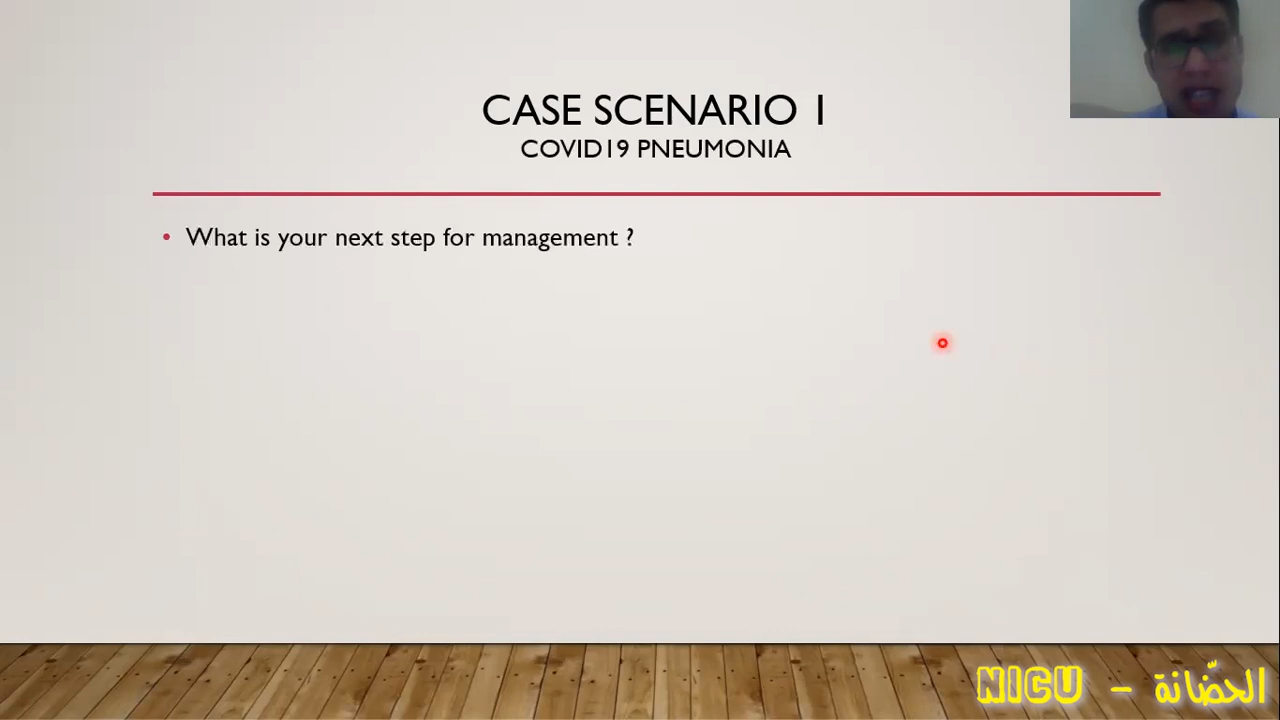 CASE SCENARIO 1
COVID19 PNEUMONIA
• What is your next step for management ?
NICU - الحضّانة